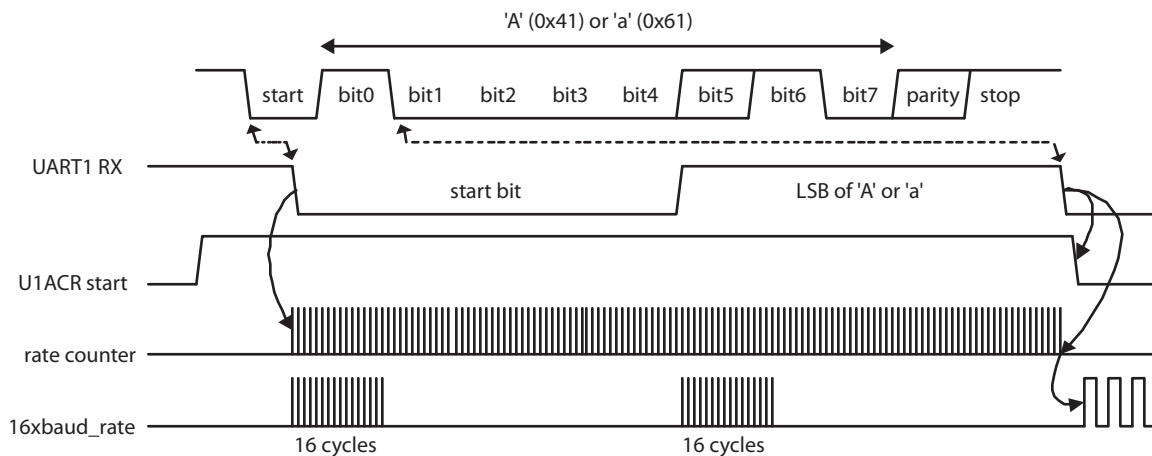 'A' (0x41) or 'a' (0x61)
start bit0 bit1 bit2 bit3 bit4 bit5 bit6 bit7 parity stop
UART1 RX
start bit LSB of 'A' or 'a'
U1ACR start
rate counter
16xbaud_rate
16 cycles 16 cycles